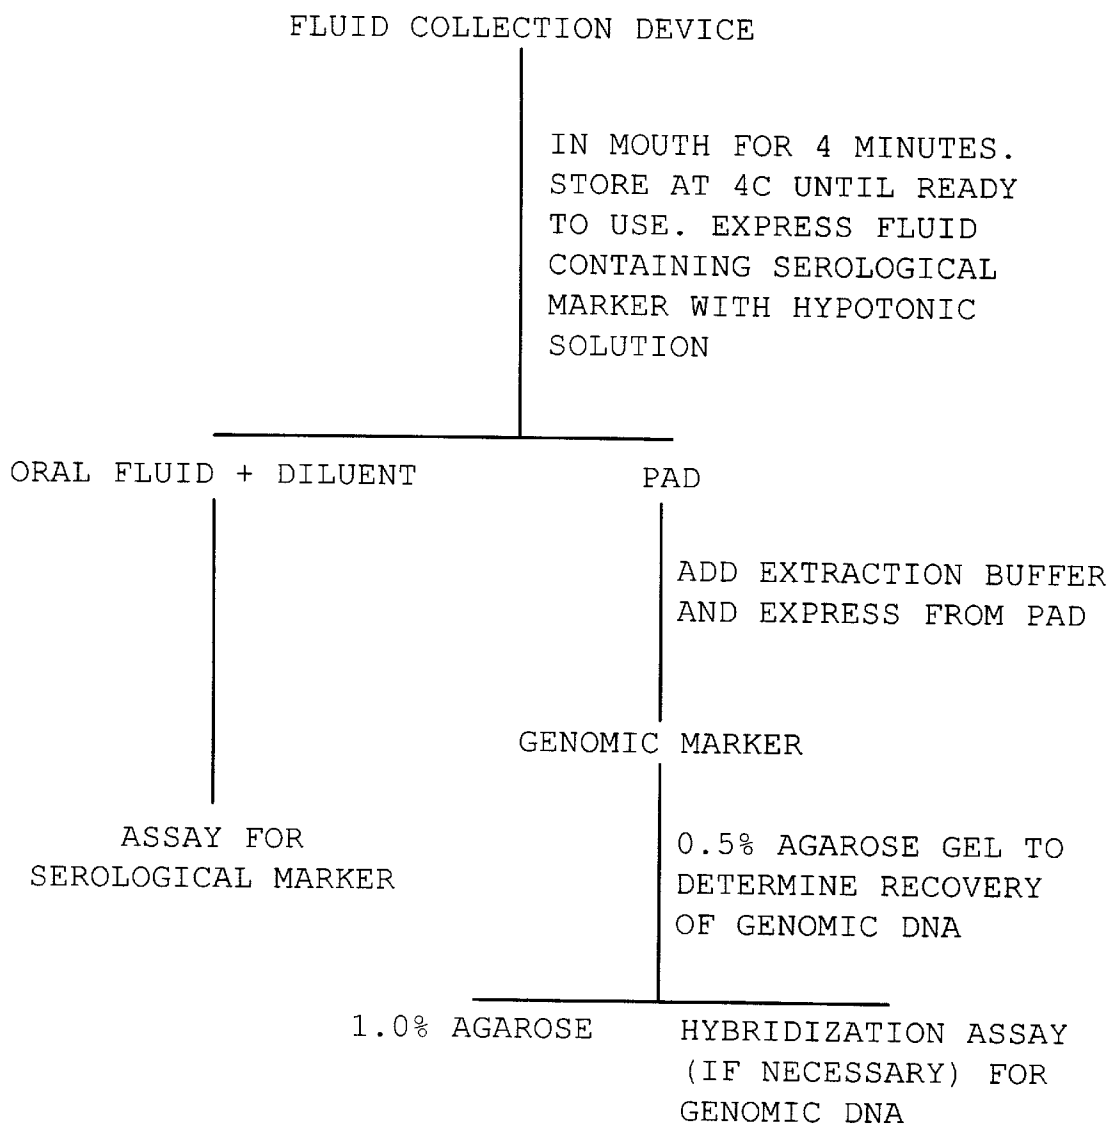 FLUID COLLECTION DEVICE
IN MOUTH FOR 4 MINUTES.
STORE AT 4C UNTIL READY
TO USE. EXPRESS FLUID
CONTAINING SEROLOGICAL
MARKER WITH HYPOTONIC
SOLUTION
ORAL FLUID + DILUENT
PAD
ADD EXTRACTION BUFFER
AND EXPRESS FROM PAD
GENOMIC MARKER
ASSAY FOR
SEROLOGICAL MARKER
0.5% AGAROSE GEL TO
DETERMINE RECOVERY
OF GENOMIC DNA
1.0% AGAROSE
HYBRIDIZATION ASSAY
(IF NECESSARY) FOR
GENOMIC DNA